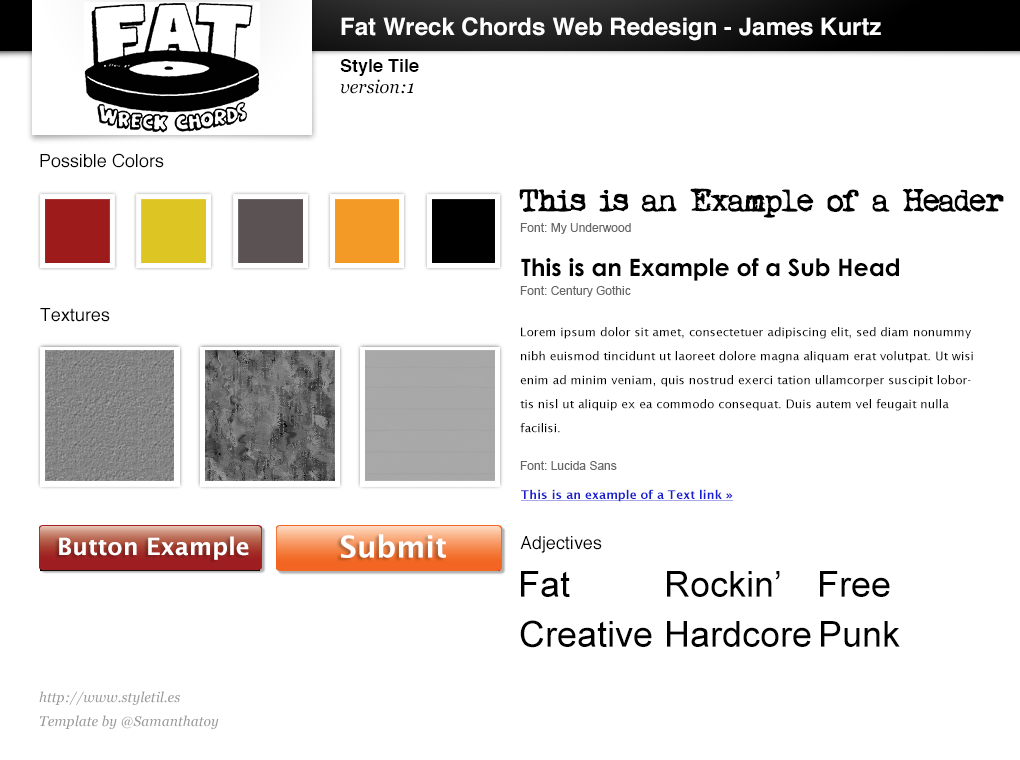 FAT
WRECK CHORDS
Fat Wreck Chords Web Redesign - James Kurtz
Style Tile
version:1
Possible Colors
Textures
Button Example
Submit
This is an Example of a Header
Font: My Underwood
This is an Example of a Sub Head
Font: Century Gothic
Lorem ipsum dolor sit amet, consectetuer adipiscing elit, sed diam nonummy
nibh euismod tincidunt ut laoreet dolore magna aliquam erat volutpat. Ut wisi
enim ad minim veniam, quis nostrud exerci tation ullamcorper suscipit lobor-
tis nisl ut aliquip ex ea commodo consequat. Duis autem vel feugait nulla
facilisi.
Font: Lucida Sans
This is an example of a Text link »
Adjectives
Fat Rockin’ Free
Creative Hardcore Punk
http://www.styletil.es
Template by @Samanthatoy